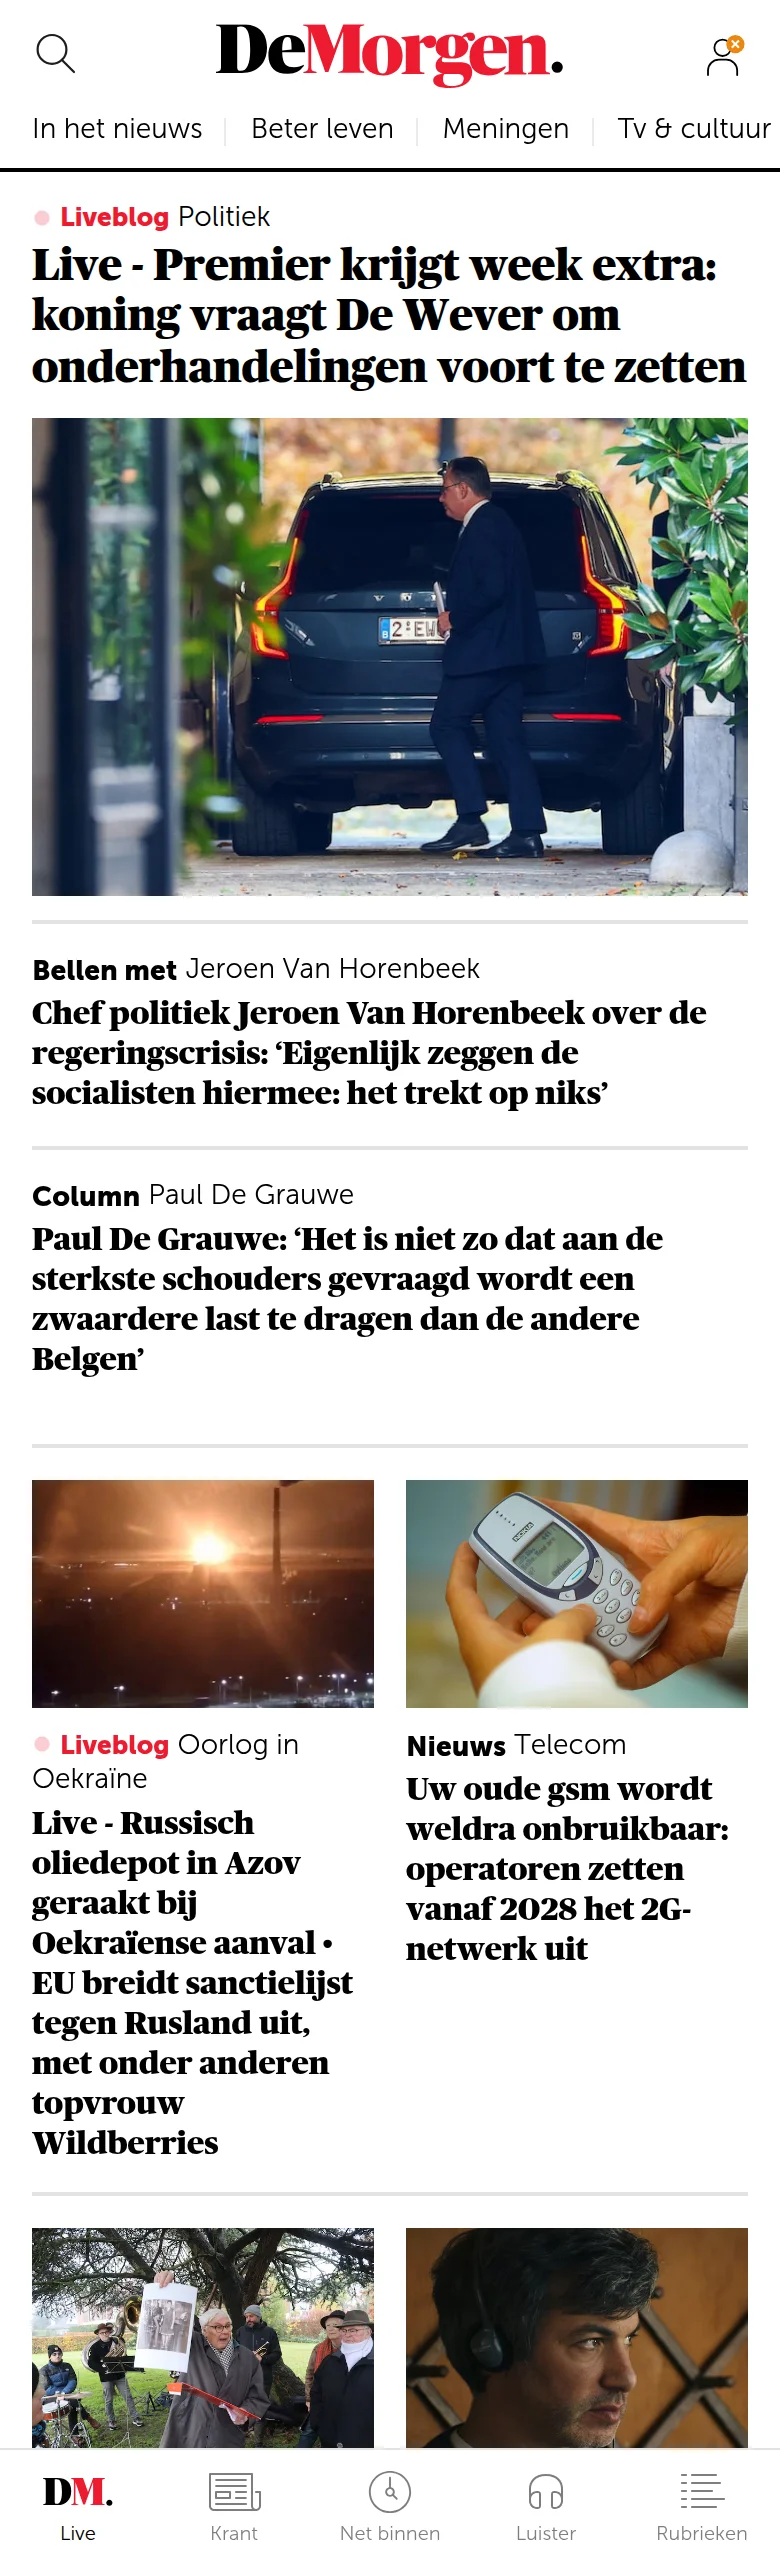 DeMorgen.
In het nieuws
Beter leven
Meningen
Tv & cultuur
Liveblog Politiek
Live - Premier krijgt week extra:
koning vraagt De Wever om
onderhandelingen voort te zetten
Bellen met Jeroen Van Horenbeek
Chef politiek Jeroen Van Horenbeek over de
regeringscrisis: ‘Eigenlijk zeggen de
socialisten hiermee: het trekt op niks’
Column Paul De Grauwe
Paul De Grauwe: ‘Het is niet zo dat aan de
sterkste schouders gevraagd wordt een
zwaardere last te dragen dan de andere
Belgen’
NOKIA
Liveblog Oorlog in
Oekraïne
Live - Russisch
oliedepot in Azov
geraakt bij
Oekraïense aanval •
EU breidt sanctielijst
tegen Rusland uit,
met onder anderen
topvrouw
Wildberries
Nieuws Telecom
Uw oude gsm wordt
weldra onbruikbaar:
operatoren zetten
vanaf 2028 het 2G-
netwerk uit
DM.
Live
Krant
Net binnen
Luister
Rubrieken